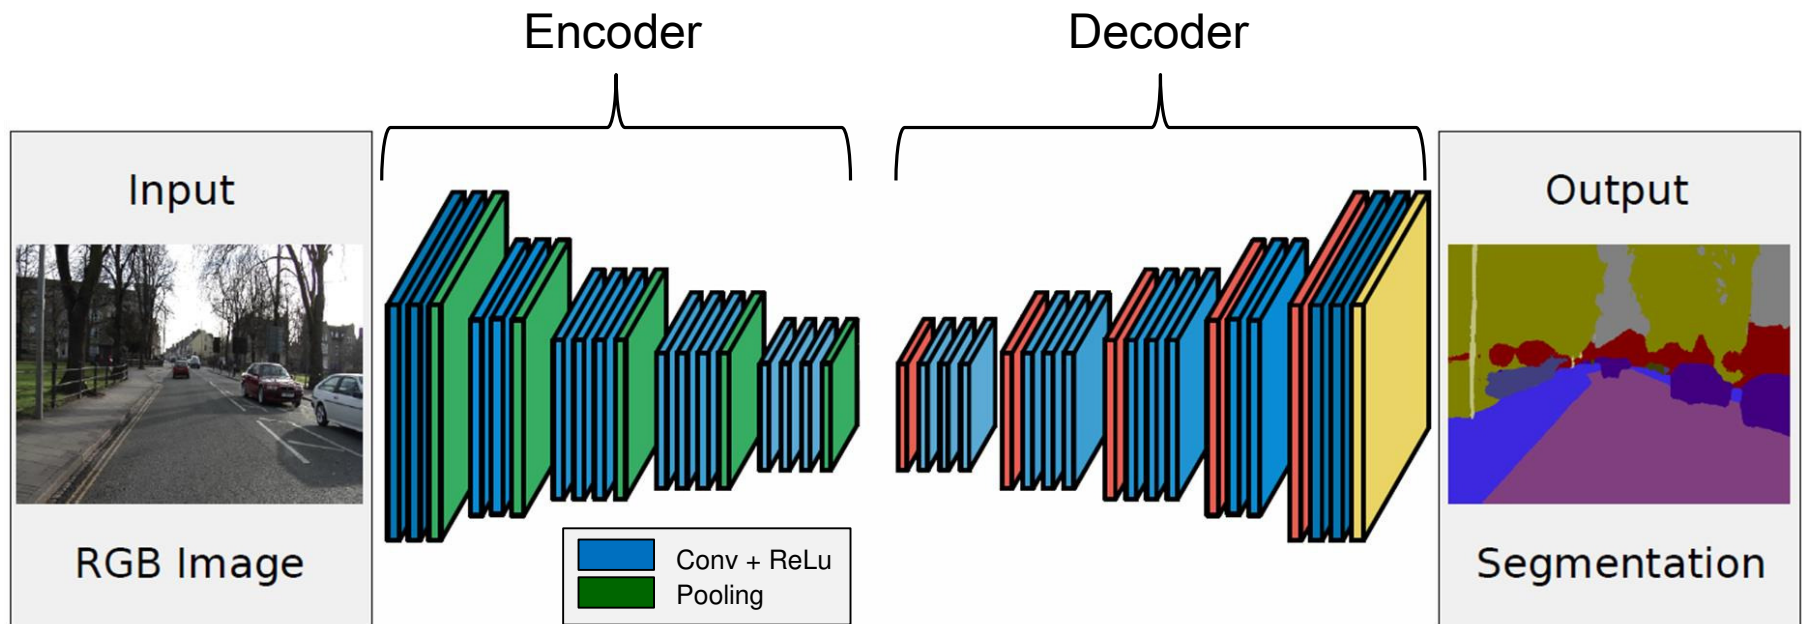 Encoder
Decoder
Input
RGB Image
Conv + ReLu
Pooling
Output
Segmentation